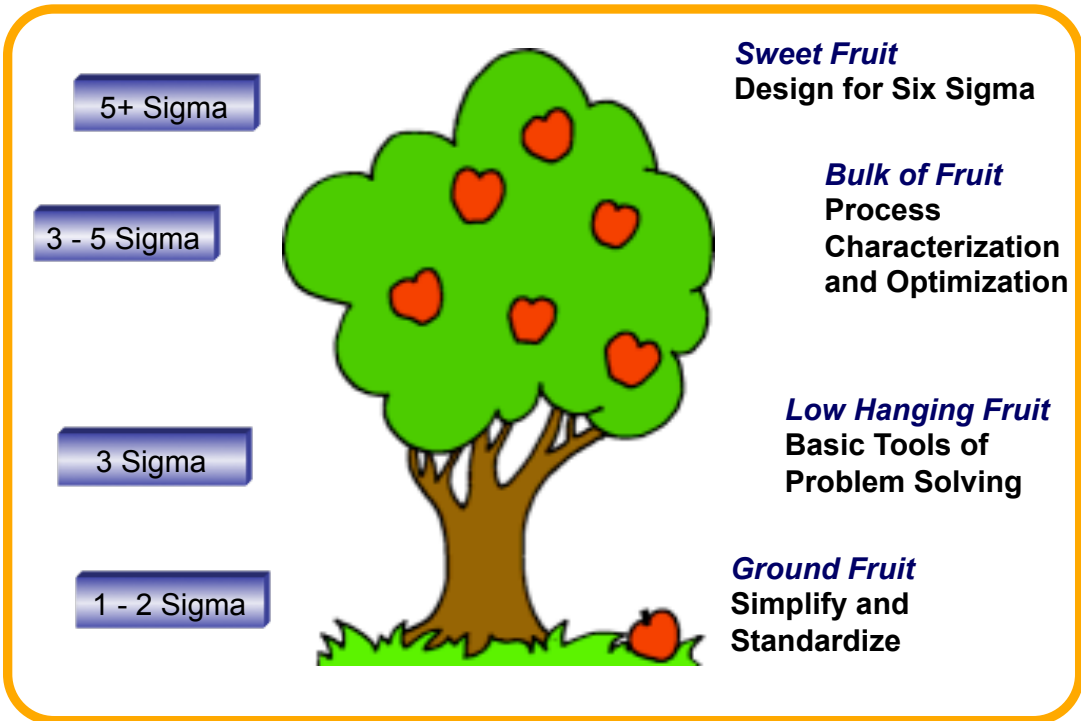 5+ Sigma
Sweet Fruit
Design for Six Sigma
3 - 5 Sigma
Bulk of Fruit
Process
Characterization
and Optimization
3 Sigma
Low Hanging Fruit
Basic Tools of
Problem Solving
1 - 2 Sigma
Ground Fruit
Simplify and
Standardize